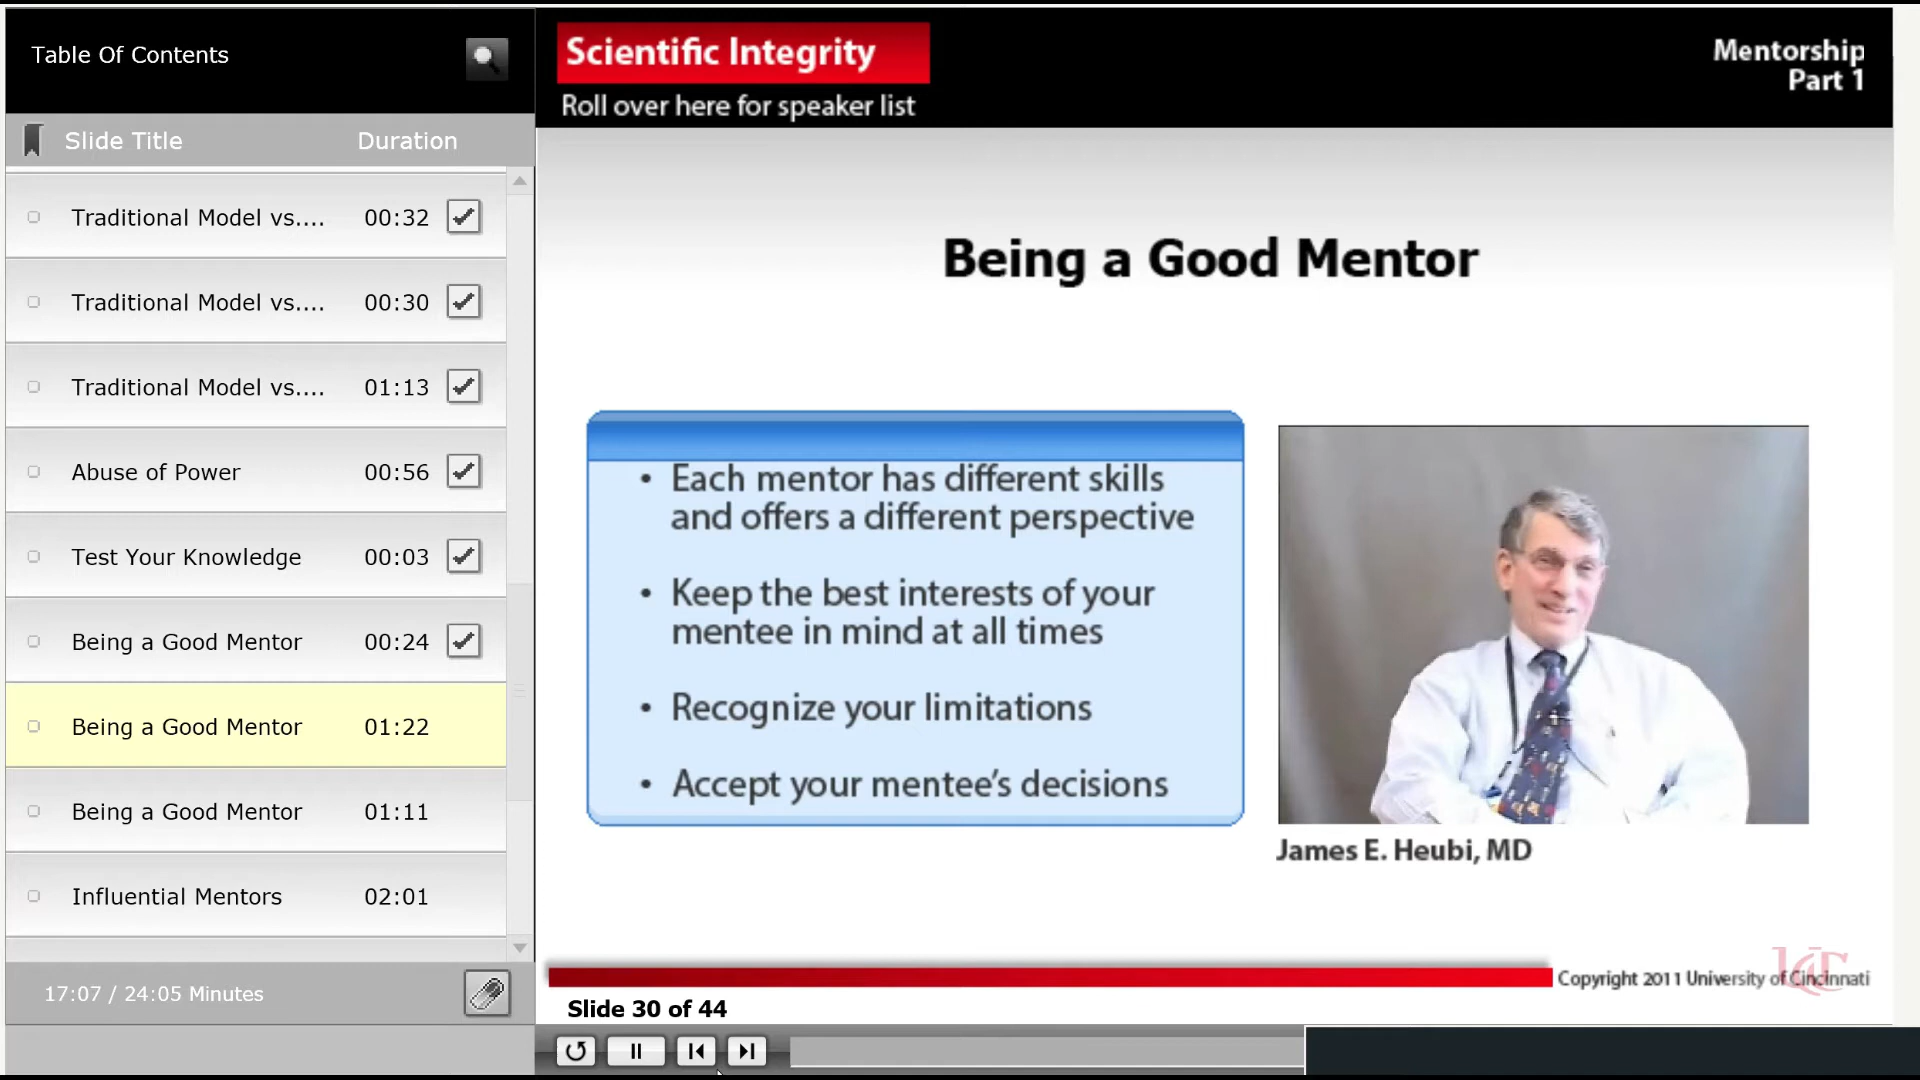 Table Of Contents
Scientific Integrity
Roll over here for speaker list
Mentorship
Part 1
Slide Title Duration
Traditional Model vs.... 00:32
Traditional Model vs.... 00:30
Traditional Model vs.... 01:13
Abuse of Power 00:56
Test Your Knowledge 00:03
Being a Good Mentor 00:24
Being a Good Mentor 01:22
Being a Good Mentor 01:11
Influential Mentors 02:01
17:07 / 24:05 Minutes
Being a Good Mentor
• Each mentor has different skills
and offers a different perspective
• Keep the best interests of your
mentee in mind at all times
• Recognize your limitations
• Accept your mentee's decisions
James E. Heubi, MD
UC
Copyright 2011 University of Cincinnati
Slide 30 of 44